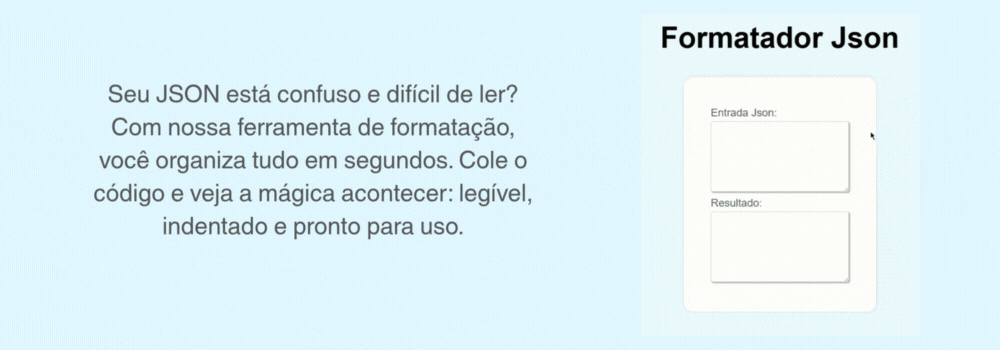 Seu JSON está confuso e difícil de ler?
Com nossa ferramenta de formatação,
você organiza tudo em segundos. Cole o
código e veja a mágica acontecer: legível,
indentado e pronto para uso.
Formatador Json
Entrada Json:
Resultado: